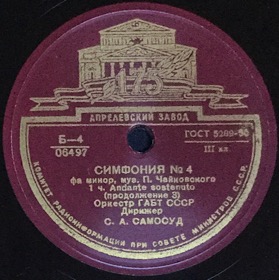 175
АПРЕЛЕВСКИЙ ЗАВОД
Б—4
06497
ГОСТ 5289-50
III кл.
СИМФОНИЯ № 4
фа минор, муз. П. Чайковского
1 ч. Andante sostenuto
(продолжение 3)
Оркестр ГАБТ СССР
Дирижер
С. А. САМОСУД
КОМИТЕТ РАДИОИНФОРМАЦИИ ПРИ СОВЕТЕ МИНИСТРОВ С.С.С.Р.